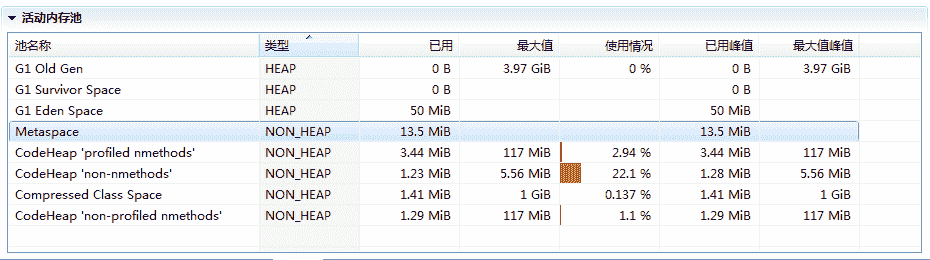 活动内存池
池名称 类型 已用 最大值 使用情况 已用峰值 最大值峰值
G1 Old Gen HEAP 0 B 3.97 GiB 0 % 0 B 3.97 GiB
G1 Survivor Space HEAP 0 B 0 B
G1 Eden Space HEAP 50 MiB 50 MiB
Metaspace NON_HEAP 13.5 MiB 13.5 MiB
CodeHeap 'profiled nmethods' NON_HEAP 3.44 MiB 117 MiB 2.94 % 3.44 MiB 117 MiB
CodeHeap 'non-nmethods' NON_HEAP 1.23 MiB 5.56 MiB 22.1 % 1.28 MiB 5.56 MiB
Compressed Class Space NON_HEAP 1.41 MiB 1 GiB 0.137 % 1.41 MiB 1 GiB
CodeHeap 'non-profiled nmethods' NON_HEAP 1.29 MiB 117 MiB 1.1 % 1.29 MiB 117 MiB